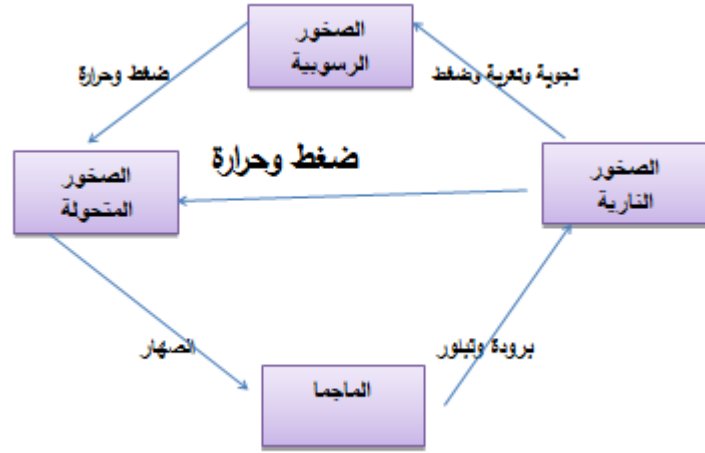 الصخور
الرسوبية
تجوية وتعرية وضغط
ضغط وحرارة
الصخور
النارية
ضغط وحرارة
الصخور
المتحولة
برودة وتبلور
انصهار
الماجما